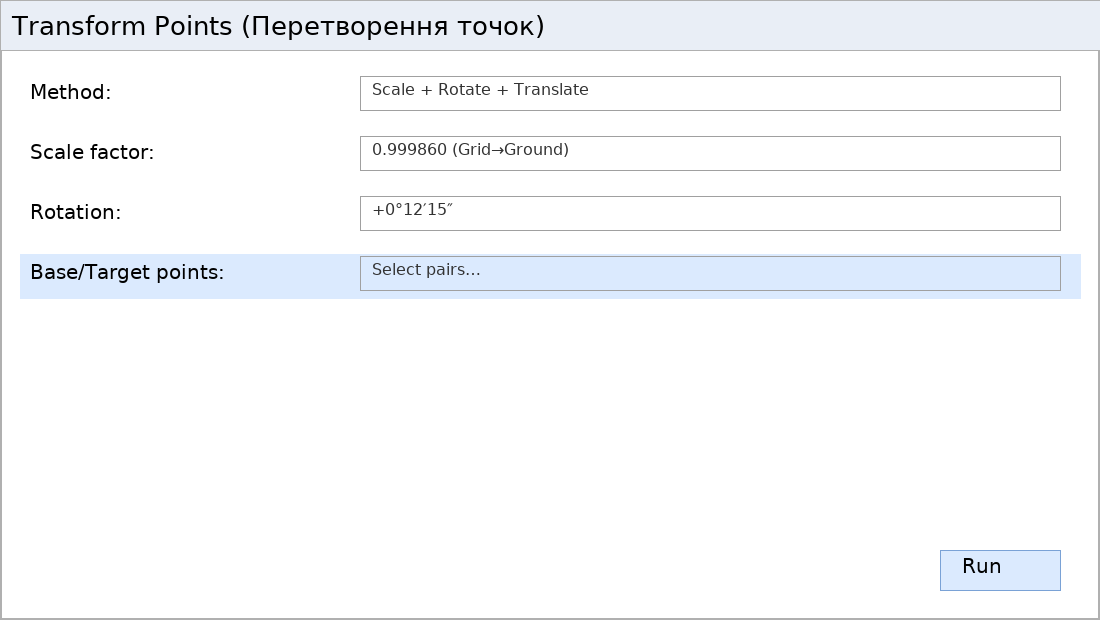 Transform Points (Перетворення точок)
Method: Scale + Rotate + Translate
Scale factor: 0.999860 (Grid→Ground)
Rotation: +0°12′15″
Base/Target points: Select pairs…
Run